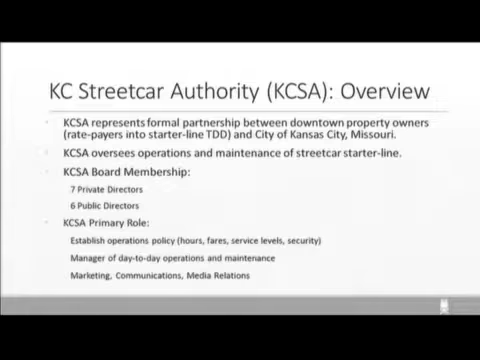 KC Streetcar Authority (KCSA): Overview
KCSA represents formal partnership between downtown property owners
(rate-payers into starter-line TDD) and City of Kansas City, Missouri.
KCSA oversees operations and maintenance of streetcar starter-line.
KCSA Board Membership:
7 Private Directors
6 Public Directors
KCSA Primary Role:
Establish operations policy (hours, fares, service levels, security)
Manager of day-to-day operations and maintenance
Marketing, Communications, Media Relations